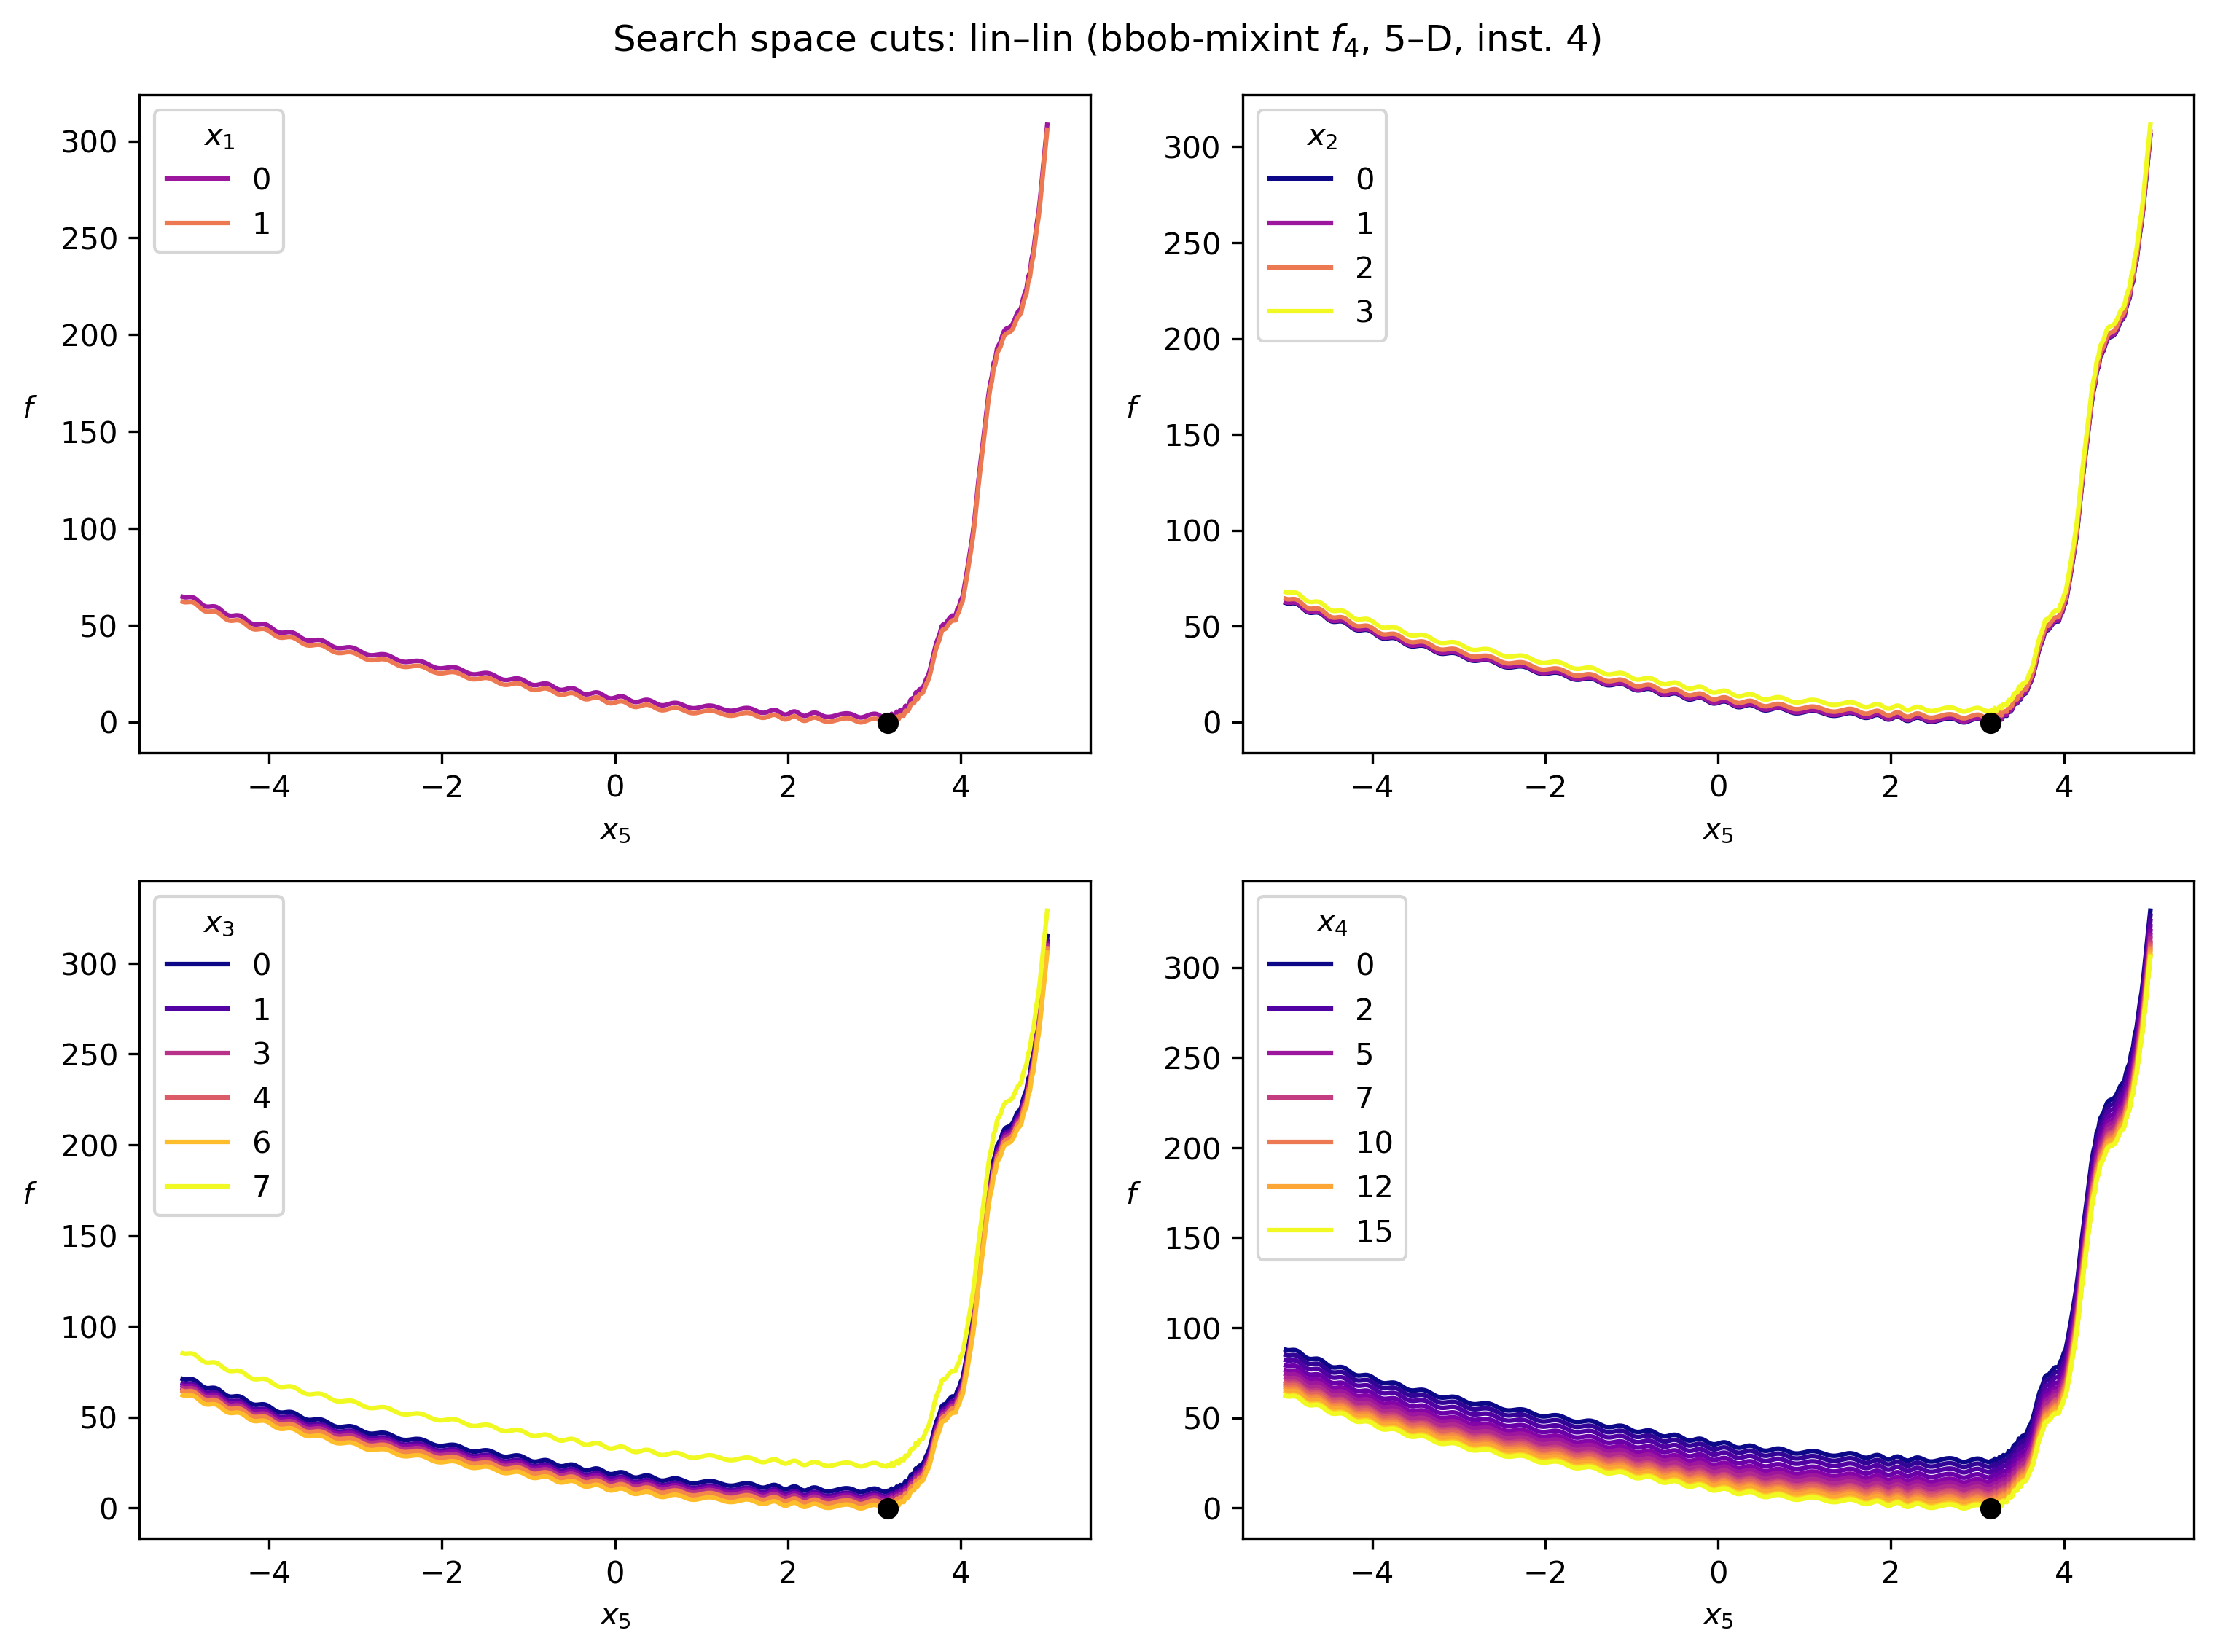 Search space cuts: lin–lin (bbob-mixint f₄, 5–D, inst. 4)
x₁
0
1
300
250
200
150
100
50
0
f
−4 −2 0 2 4
x₅
x₂
0
1
2
3
300
250
200
150
100
50
0
f
−4 −2 0 2 4
x₅
x₃
0
1
3
4
6
7
300
250
200
150
100
50
0
f
−4 −2 0 2 4
x₅
x₄
0
2
5
7
10
12
15
300
250
200
150
100
50
0
f
−4 −2 0 2 4
x₅